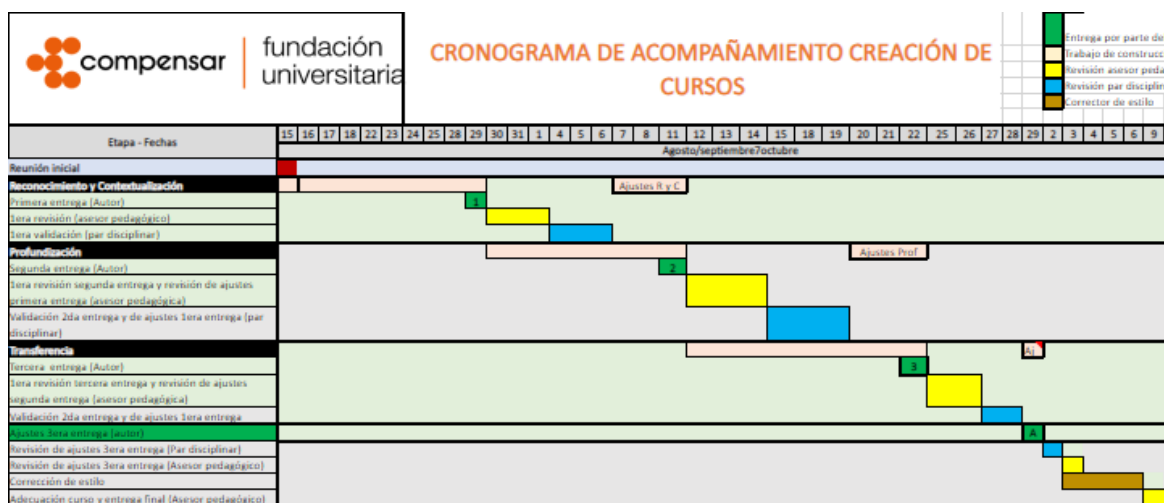 compensar
fundación
universitaria
CRONOGRAMA DE ACOMPAÑAMIENTO CREACIÓN DE
CURSOS
Entrega por parte de
Trabajo de construcc
Revisión asesor peda
Revisión par disciplin
Corrector de estilo
Etapa - Fechas
15 16 17 18 22 23 24 25 28 29 30 31 1 4 5 6 7 8 11 12 13 14 15 18 19 20 21 22 25 26 27 28 29 2 3 4 5 6 9
Agosto/septiembre7octubre
Reunión inicial
Reconocimiento y Contextualización
Ajustes R y C
Primera entrega (Autor)
1
1era revisión (asesor pedagógico)
1era validación (par disciplinar)
Profundización
Ajustes Prof
Segunda entrega (Autor)
2
1era revisión segunda entrega y revisión de ajustes
primera entrega (asesor pedagógica)
Validación 2da entrega y de ajustes 1era entrega (par
disciplinar)
Transferencia
Aj
Tercera entrega (Autor)
3
1era revisión tercera entrega y revisión de ajustes
segunda entrega (asesor pedagógica)
Validación 2da entrega y de ajustes 1era entrega
Ajustes 3era entrega (autor)
A
Revisión de ajustes 3era entrega (Par disciplinar)
Revisión de ajustes 3era entrega (Asesor pedagógico)
Corrección de estilo
Adecuación curso y entrega final (Asesor pedagógico)